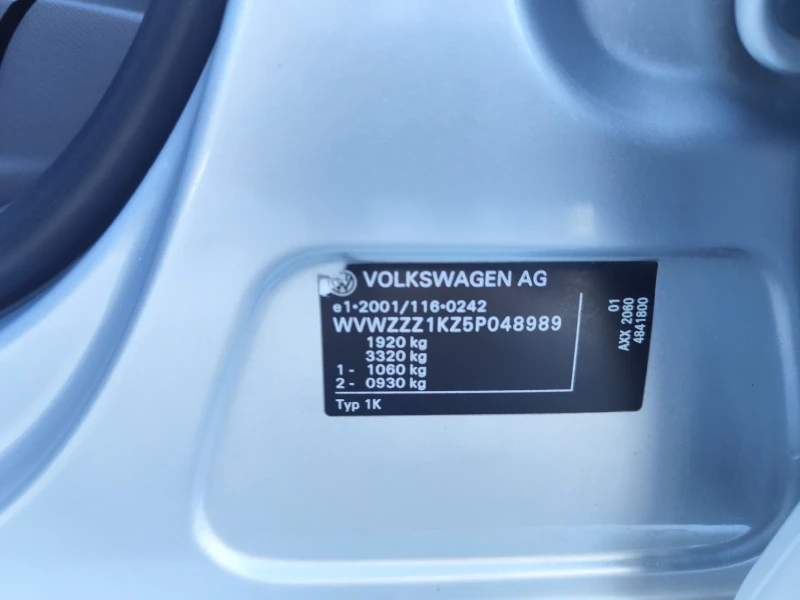 VOLKSWAGEN AG
e1*2001/116*0242
WVWZZZ1KZ5P048989
1920 kg
3320 kg
1 - 1060 kg
2 - 0930 kg
Typ 1K
01
AXX 2060
4841800